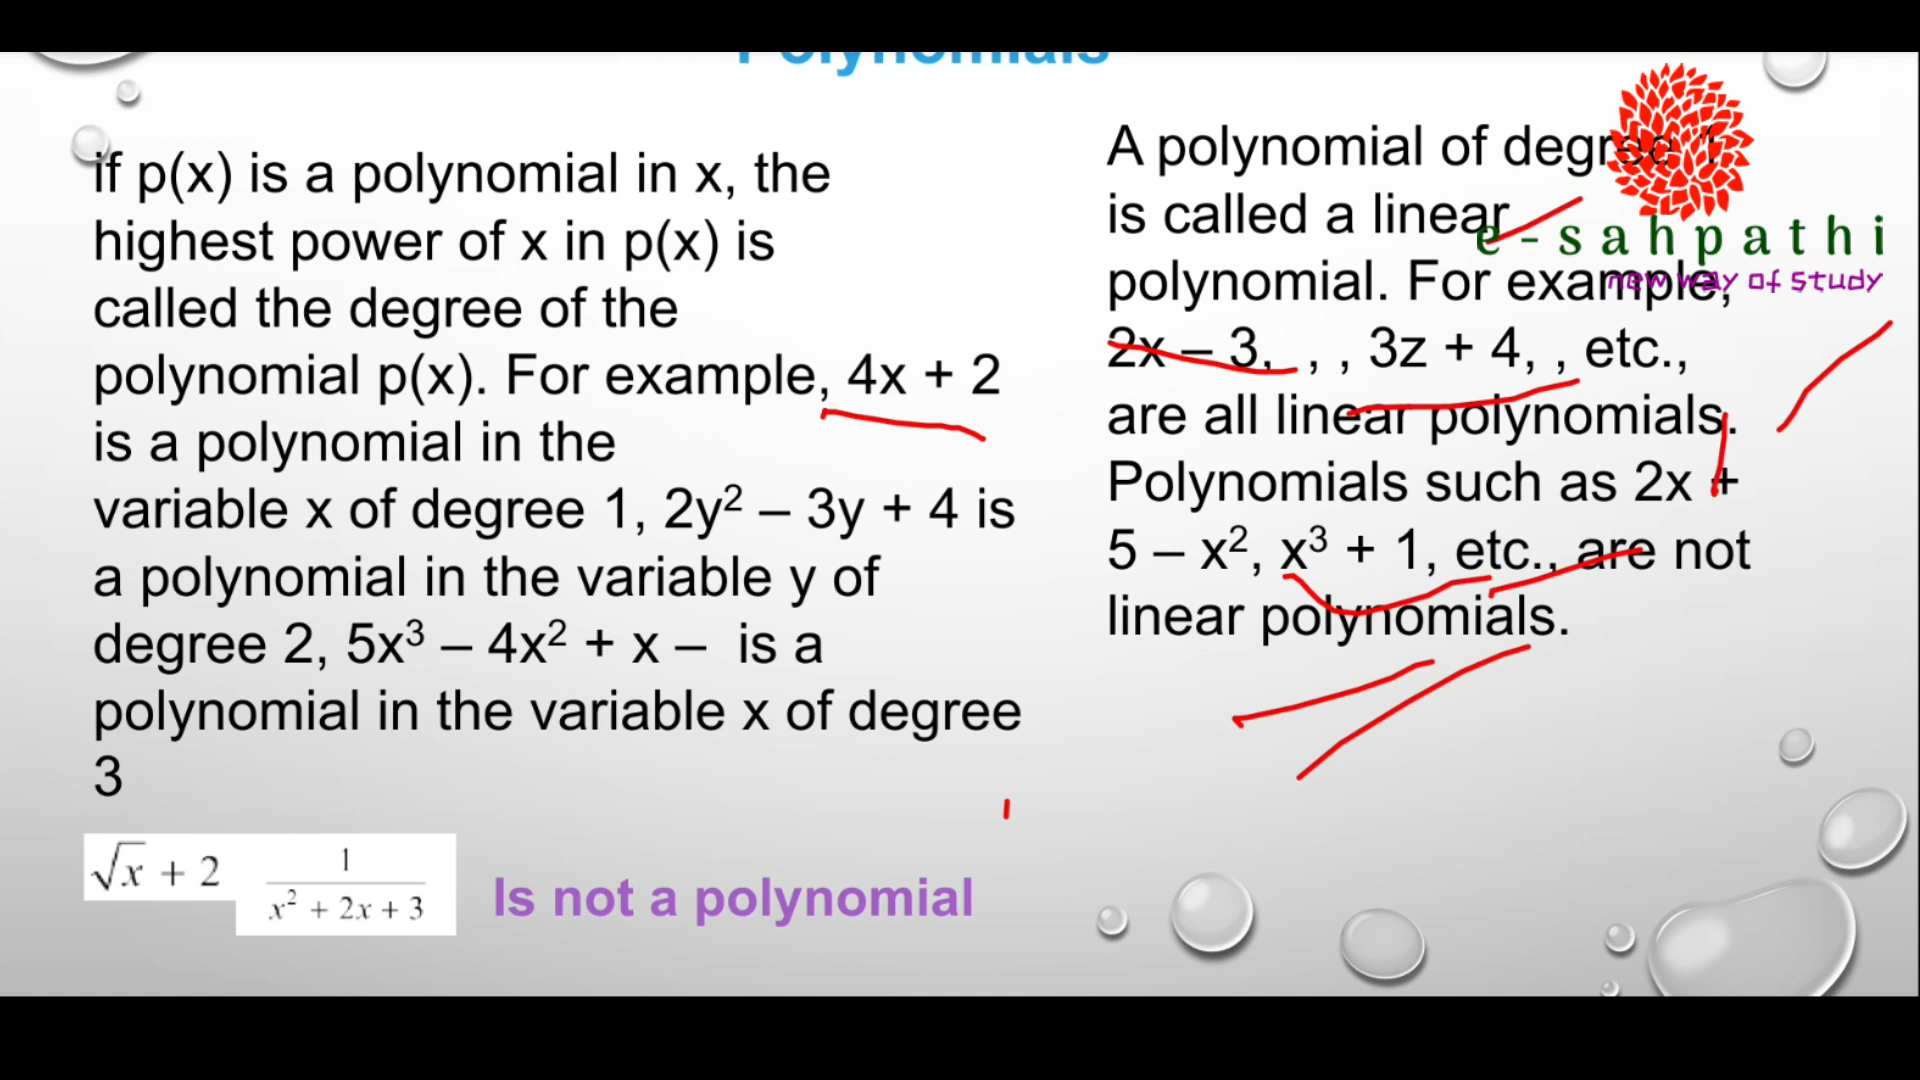 Polynomials
if p(x) is a polynomial in x, the
highest power of x in p(x) is
called the degree of the
polynomial p(x). For example, 4x + 2
is a polynomial in the
variable x of degree 1, 2y² – 3y + 4 is
a polynomial in the variable y of
degree 2, 5x³ – 4x² + x – is a
polynomial in the variable x of degree
3
√x + 2
1
x² + 2x + 3
Is not a polynomial
A polynomial of degree 1
is called a linear
polynomial. For example,
2x – 3, , , 3z + 4, , etc.,
are all linear polynomials.
Polynomials such as 2x +
5 – x², x³ + 1, etc., are not
linear polynomials.
e-sahpathi
new way of study